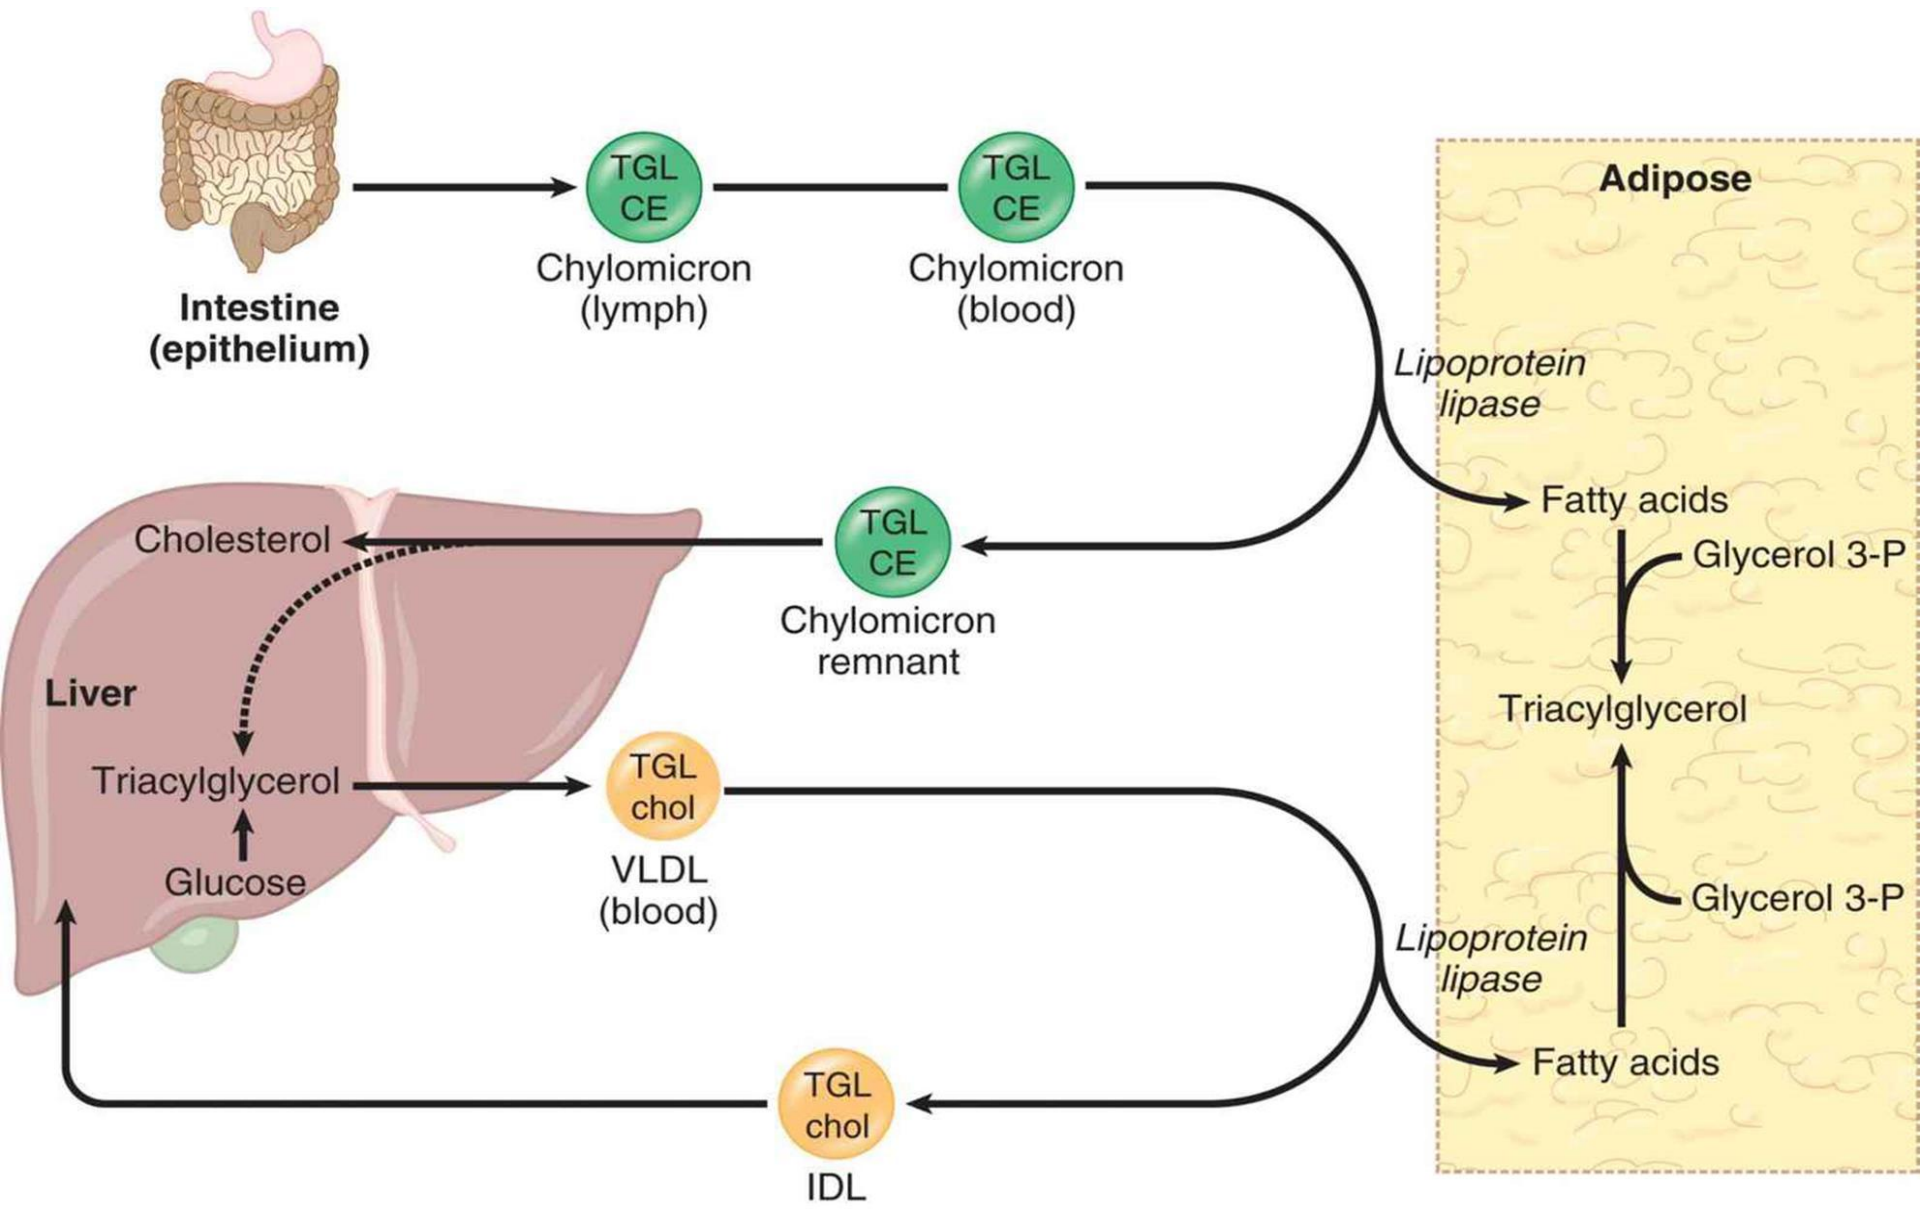 TGL
CE
Chylomicron
(lymph)
TGL
CE
Chylomicron
(blood)
Intestine
(epithelium)
Adipose
Lipoprotein
lipase
Fatty acids
Glycerol 3-P
Triacylglycerol
Glycerol 3-P
Lipoprotein
lipase
Fatty acids
TGL
CE
Chylomicron
remnant
Cholesterol
Liver
Triacylglycerol
Glucose
TGL
chol
VLDL
(blood)
TGL
chol
IDL